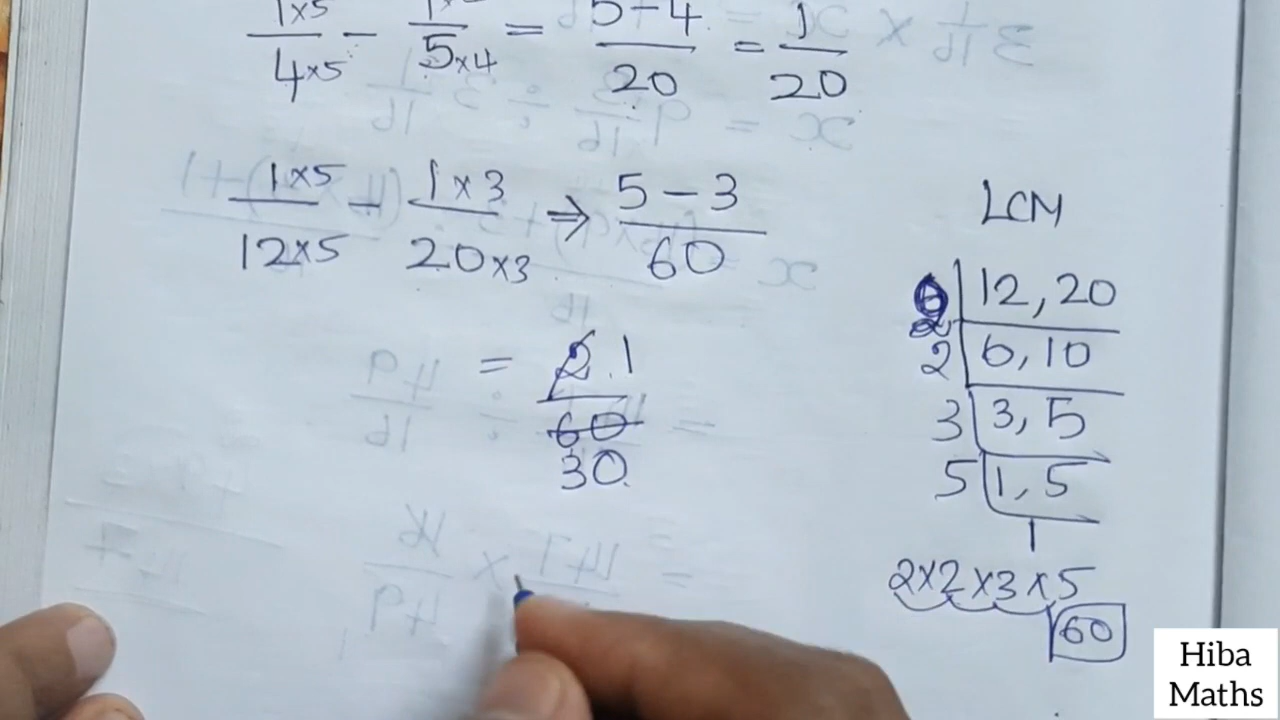 1×5/4×5 − 1×/5×4 = 5−4/20 = 1/20
1×5/12×5 − 1×3/20×3 ⇒ 5−3/60
= 2 1/60 30
LCM
2 | 12, 20
2 | 6, 10
3 | 3, 5
5 | 1, 5
1
2×2×3×5
60
Hiba
Maths